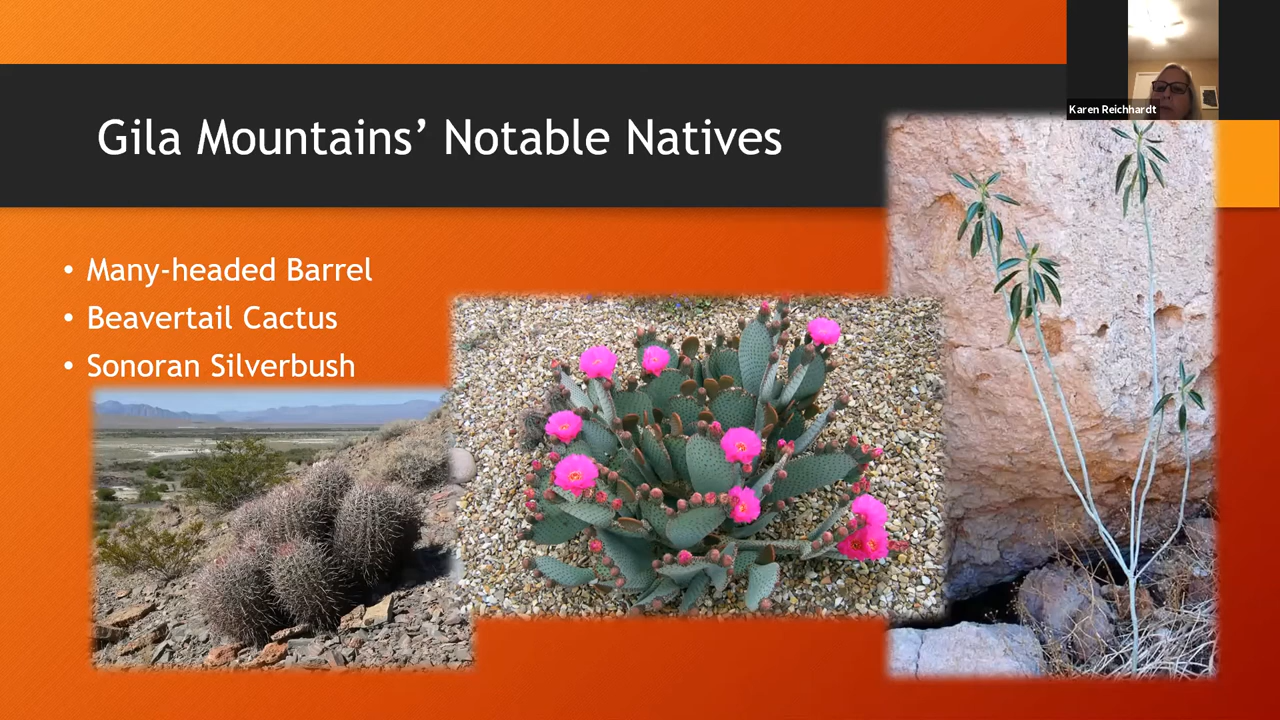 Karen Reichhardt
Gila Mountains’ Notable Natives
• Many-headed Barrel
• Beavertail Cactus
• Sonoran Silverbush